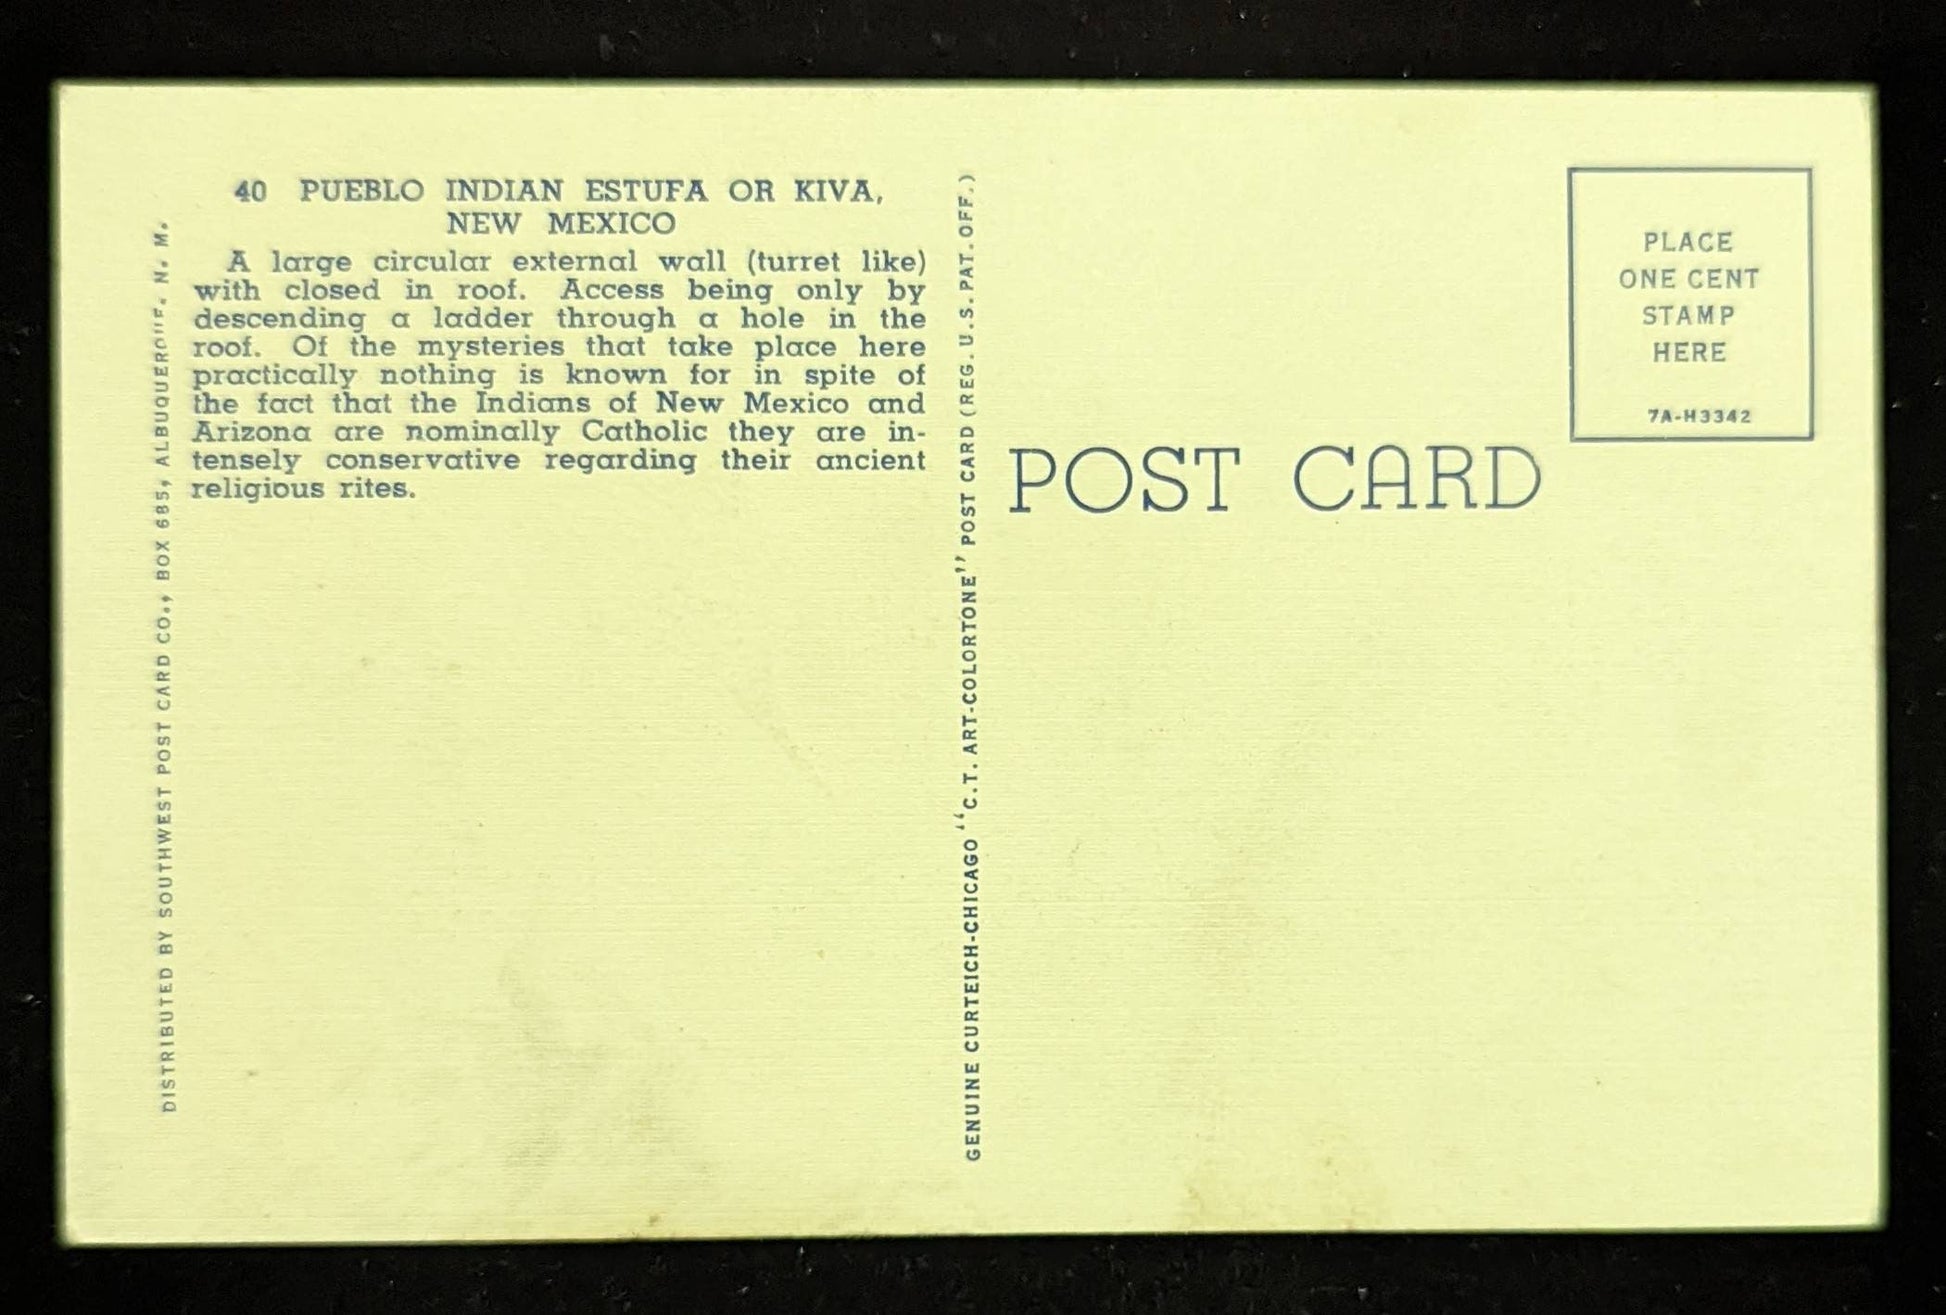 40 PUEBLO INDIAN ESTUFA OR KIVA,
NEW MEXICO
A large circular external wall (turret like)
with closed in roof. Access being only by
descending a ladder through a hole in the
roof. Of the mysteries that take place here
practically nothing is known for in spite of
the fact that the Indians of New Mexico and
Arizona are nominally Catholic they are in-
tensely conservative regarding their ancient
religious rites.
DISTRIBUTED BY SOUTHWEST POST CARD CO., BOX 685, ALBUQUERQUE, N. M.
GENUINE CURTEICH-CHICAGO "C.T. ART-COLORTONE" POST CARD (REG. U.S. PAT. OFF.)
POST CARD
PLACE
ONE CENT
STAMP
HERE
7A-H3342